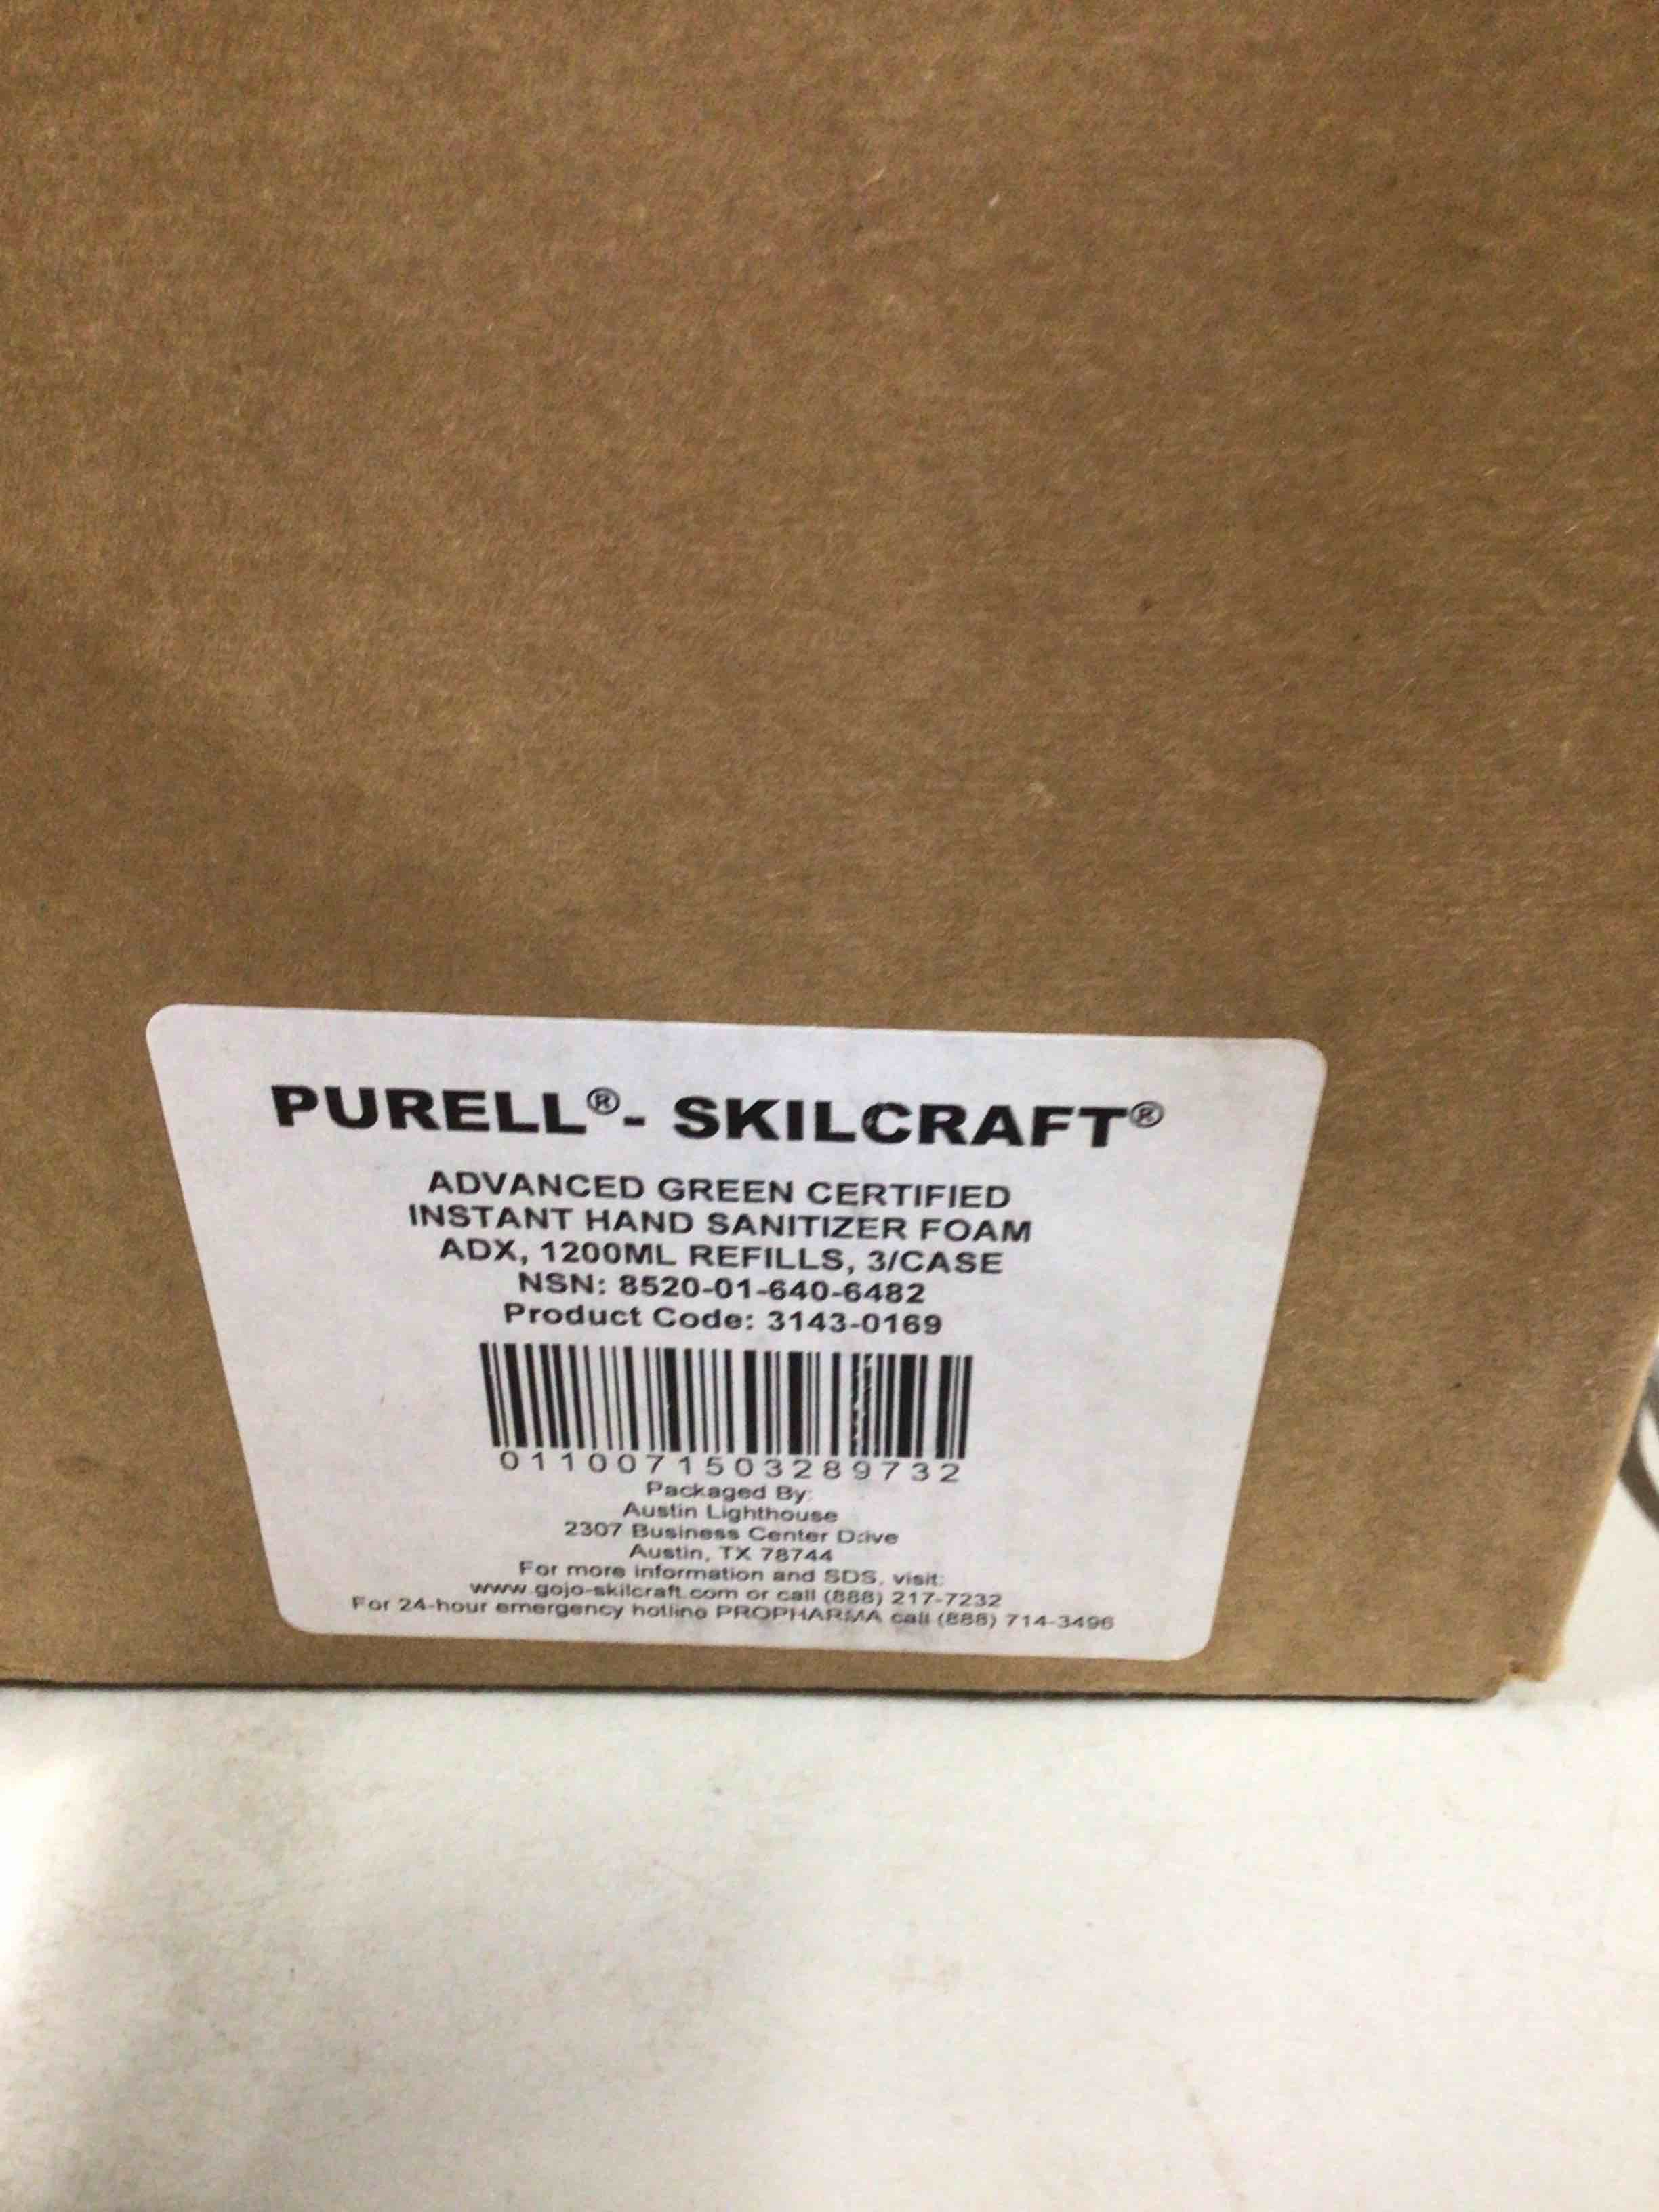 PURELL®- SKILCRAFT®
ADVANCED GREEN CERTIFIED
INSTANT HAND SANITIZER FOAM
ADX, 1200ML REFILLS, 3/CASE
NSN: 8520-01-640-6482
Product Code: 3143-0169
0110071503289732
Packaged By:
Austin Lighthouse
2307 Business Center Drive
Austin, TX 78744
For more information and SDS, visit:
www.gojo-skilcraft.com or call (888) 217-7232
For 24-hour emergency hotline PROPHARMA call (888) 714-3496